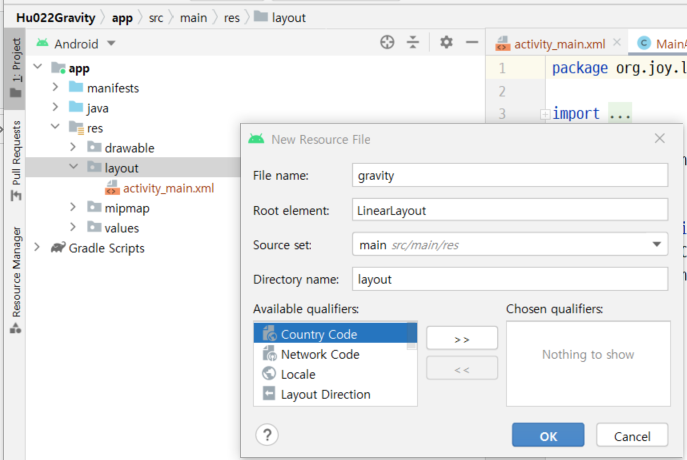 Hu022Gravity
app
src
main
res
layout
1: Project
Pull Requests
Resource Manager
Android
app
manifests
java
res
drawable
layout
activity_main.xml
mipmap
values
Gradle Scripts
activity_main.xml
1
package org.joy.l
2
3
import ...
New Resource File
File name:
gravity
Root element:
LinearLayout
Source set:
main src/main/res
Directory name:
layout
Available qualifiers:
Chosen qualifiers:
Country Code
Network Code
Locale
Layout Direction
>>
<<
Nothing to show
?
OK
Cancel